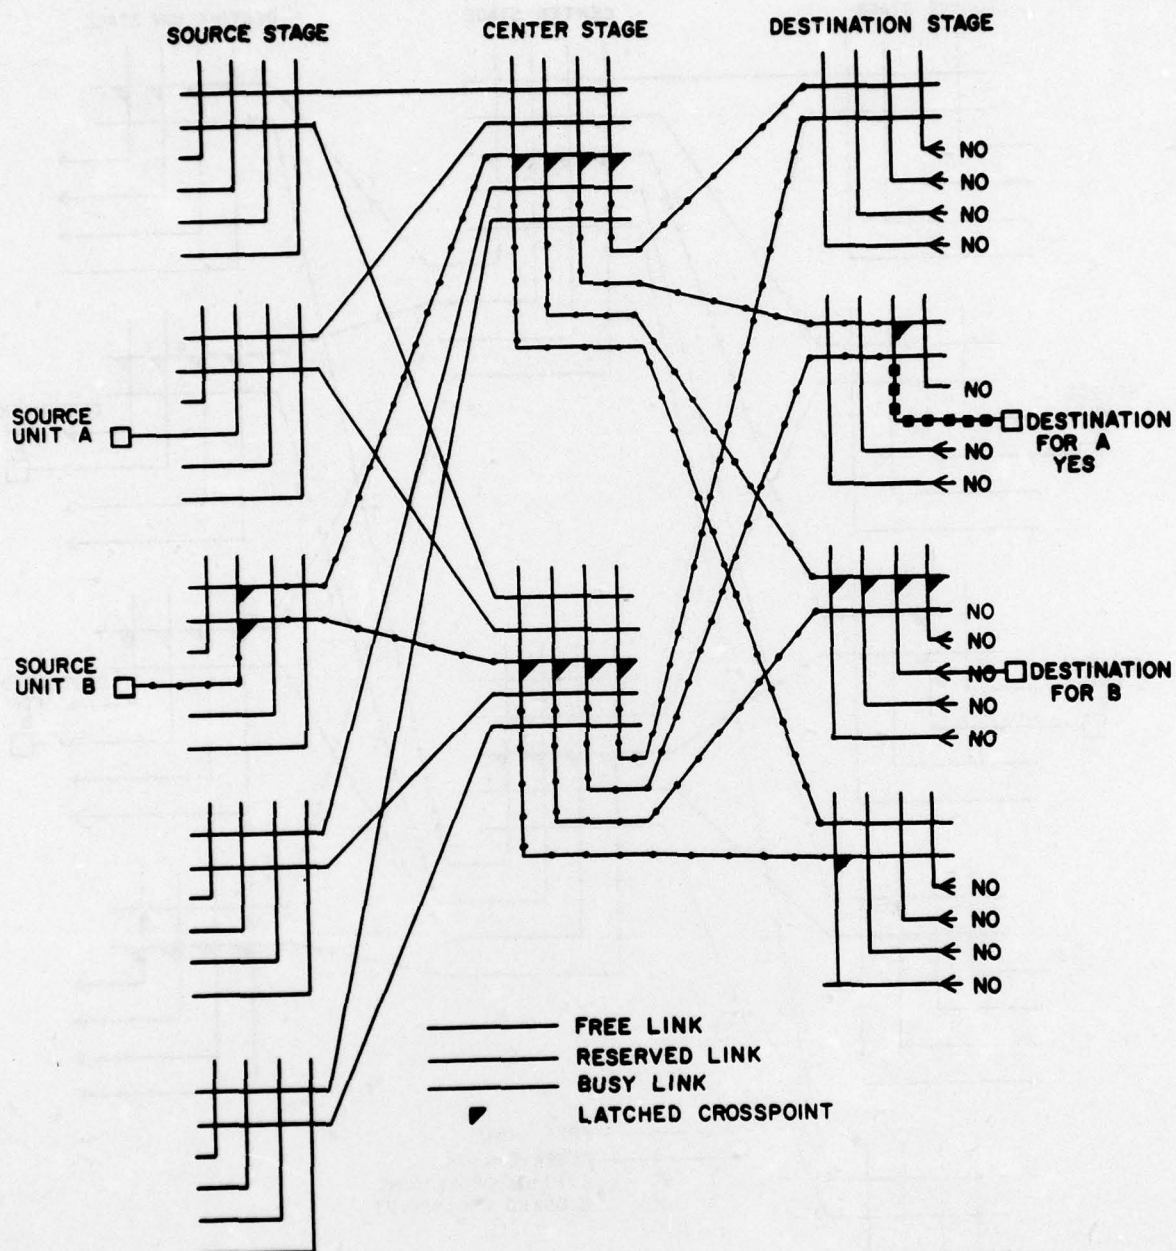 SOURCE STAGE
CENTER STAGE
DESTINATION STAGE
NO
NO
NO
NO
NO
SOURCE
UNIT A
DESTINATION
FOR A
YES
NO
NO
NO
NO
SOURCE
UNIT B
NO
DESTINATION
FOR B
NO
NO
NO
NO
NO
NO
FREE LINK
RESERVED LINK
BUSY LINK
LATCHED CROSSPOINT